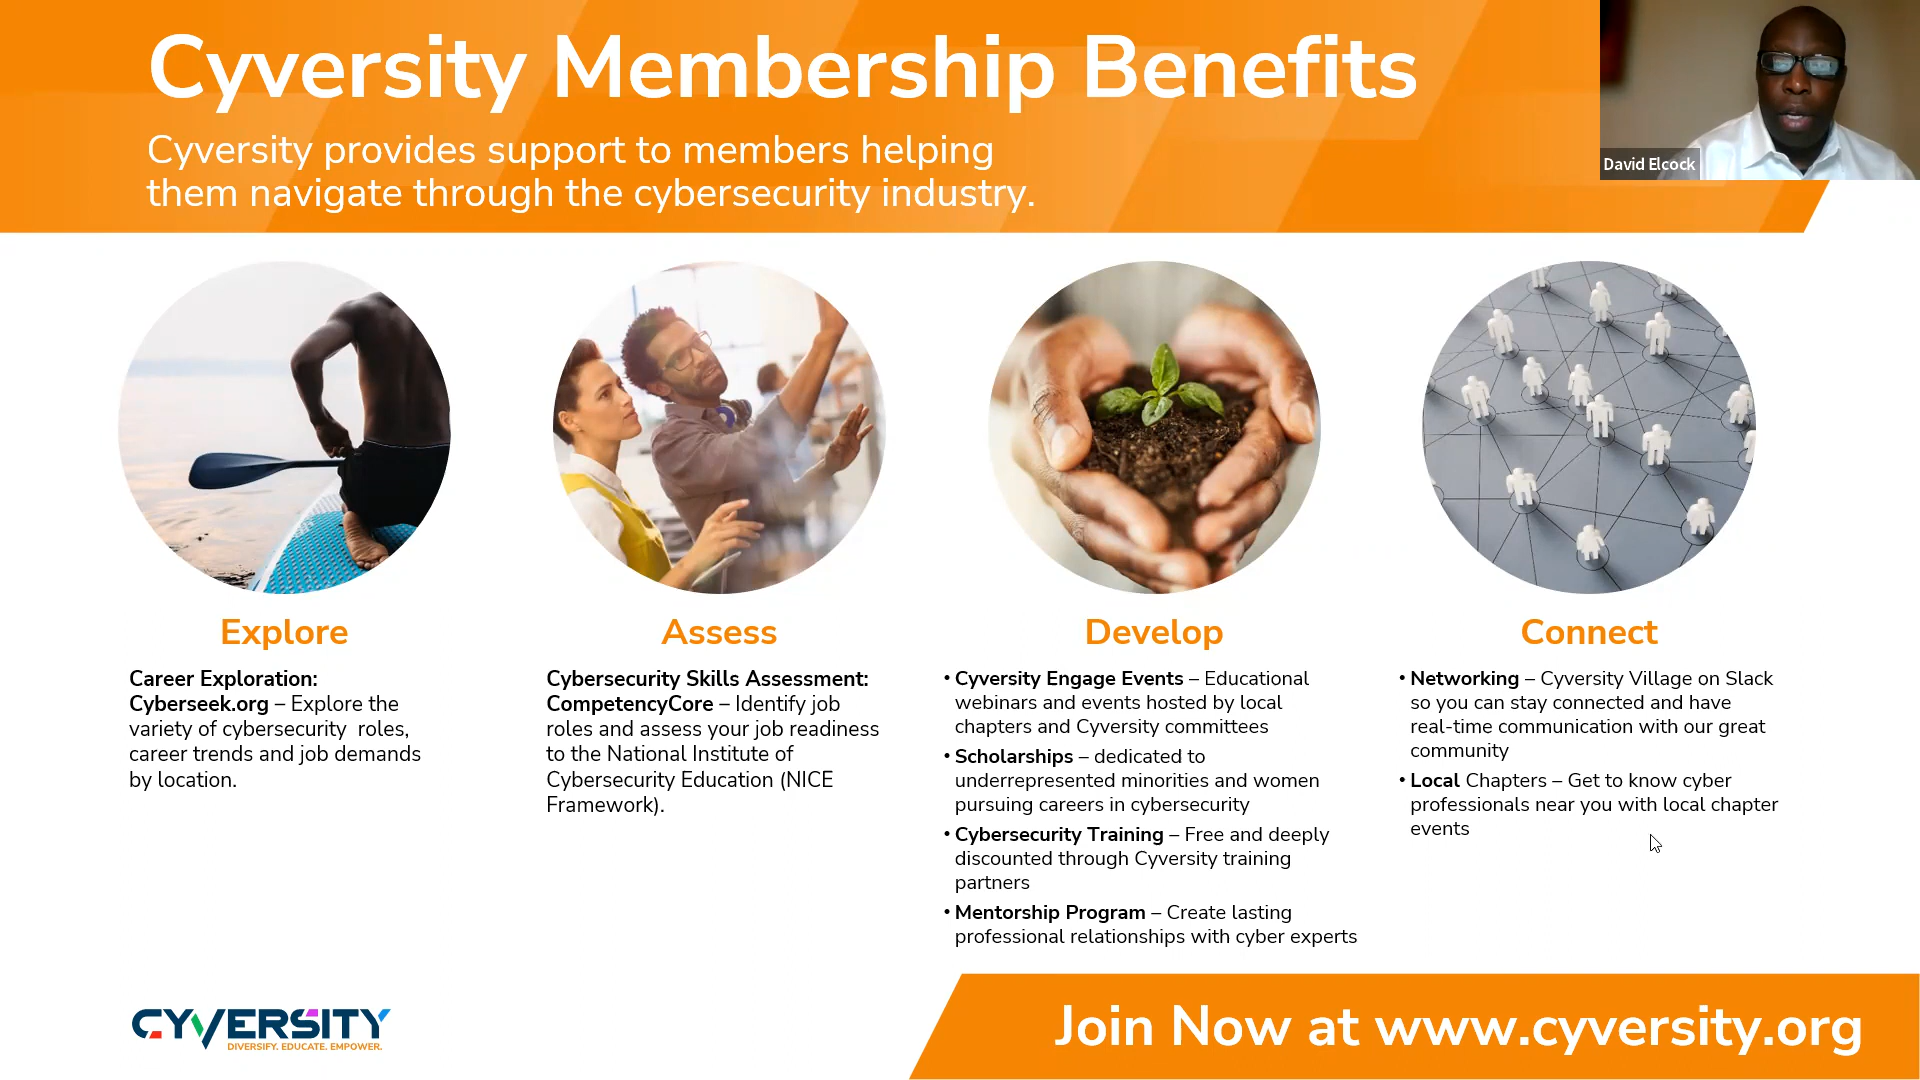 Cyversity Membership Benefits
Cyversity provides support to members helping
them navigate through the cybersecurity industry.
David Elcock
Explore
Career Exploration:
Cyberseek.org – Explore the
variety of cybersecurity  roles,
career trends and job demands
by location.
Assess
Cybersecurity Skills Assessment:
CompetencyCore – Identify job
roles and assess your job readiness
to the National Institute of
Cybersecurity Education (NICE
Framework).
Develop
• Cyversity Engage Events – Educational
webinars and events hosted by local
chapters and Cyversity committees
• Scholarships – dedicated to
underrepresented minorities and women
pursuing careers in cybersecurity
• Cybersecurity Training – Free and deeply
discounted through Cyversity training
partners
• Mentorship Program – Create lasting
professional relationships with cyber experts
Connect
• Networking – Cyversity Village on Slack
so you can stay connected and have
real-time communication with our great
community
• Local Chapters – Get to know cyber
professionals near you with local chapter
events
CYVERSITY
DIVERSIFY. EDUCATE. EMPOWER.
Join Now at www.cyversity.org